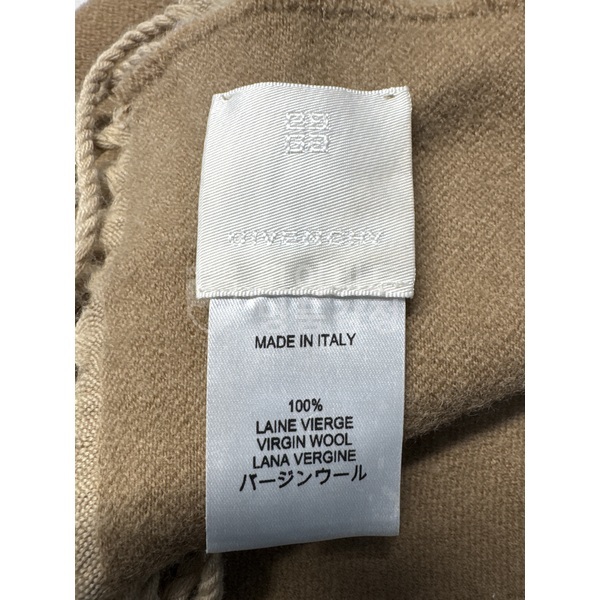 GIVENCHY
MADE IN ITALY
100%
LAINE VIERGE
VIRGIN WOOL
LANA VERGINE
バージンウール